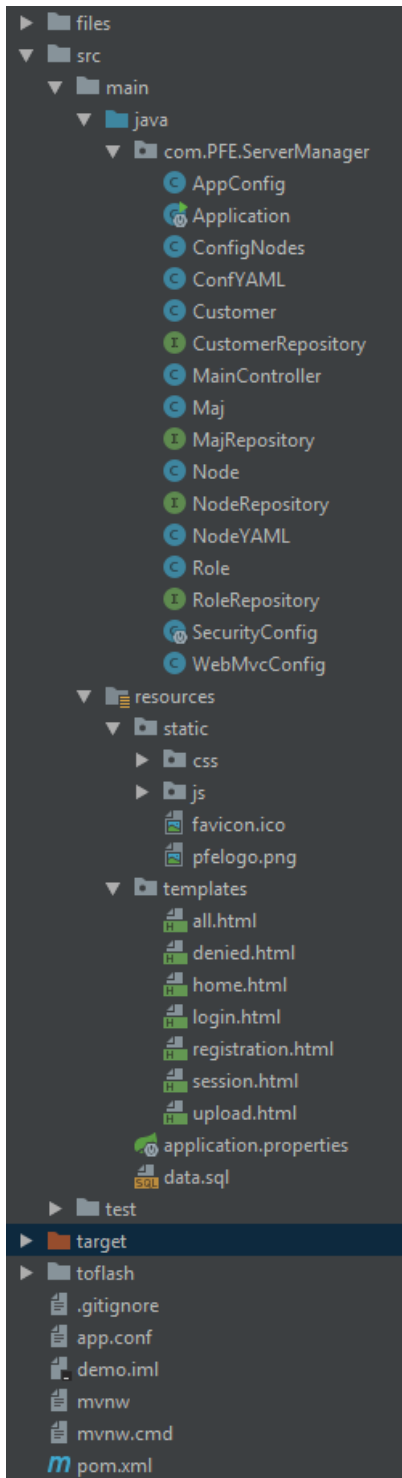 files
src
main
java
com.PFE.ServerManager
AppConfig
Application
ConfigNodes
ConfYAML
Customer
CustomerRepository
MainController
Maj
MajRepository
Node
NodeRepository
NodeYAML
Role
RoleRepository
SecurityConfig
WebMvcConfig
resources
static
css
js
favicon.ico
pfelogo.png
templates
all.html
denied.html
home.html
login.html
registration.html
session.html
upload.html
application.properties
data.sql
test
target
toflash
.gitignore
app.conf
demo.iml
mvnw
mvnw.cmd
pom.xml